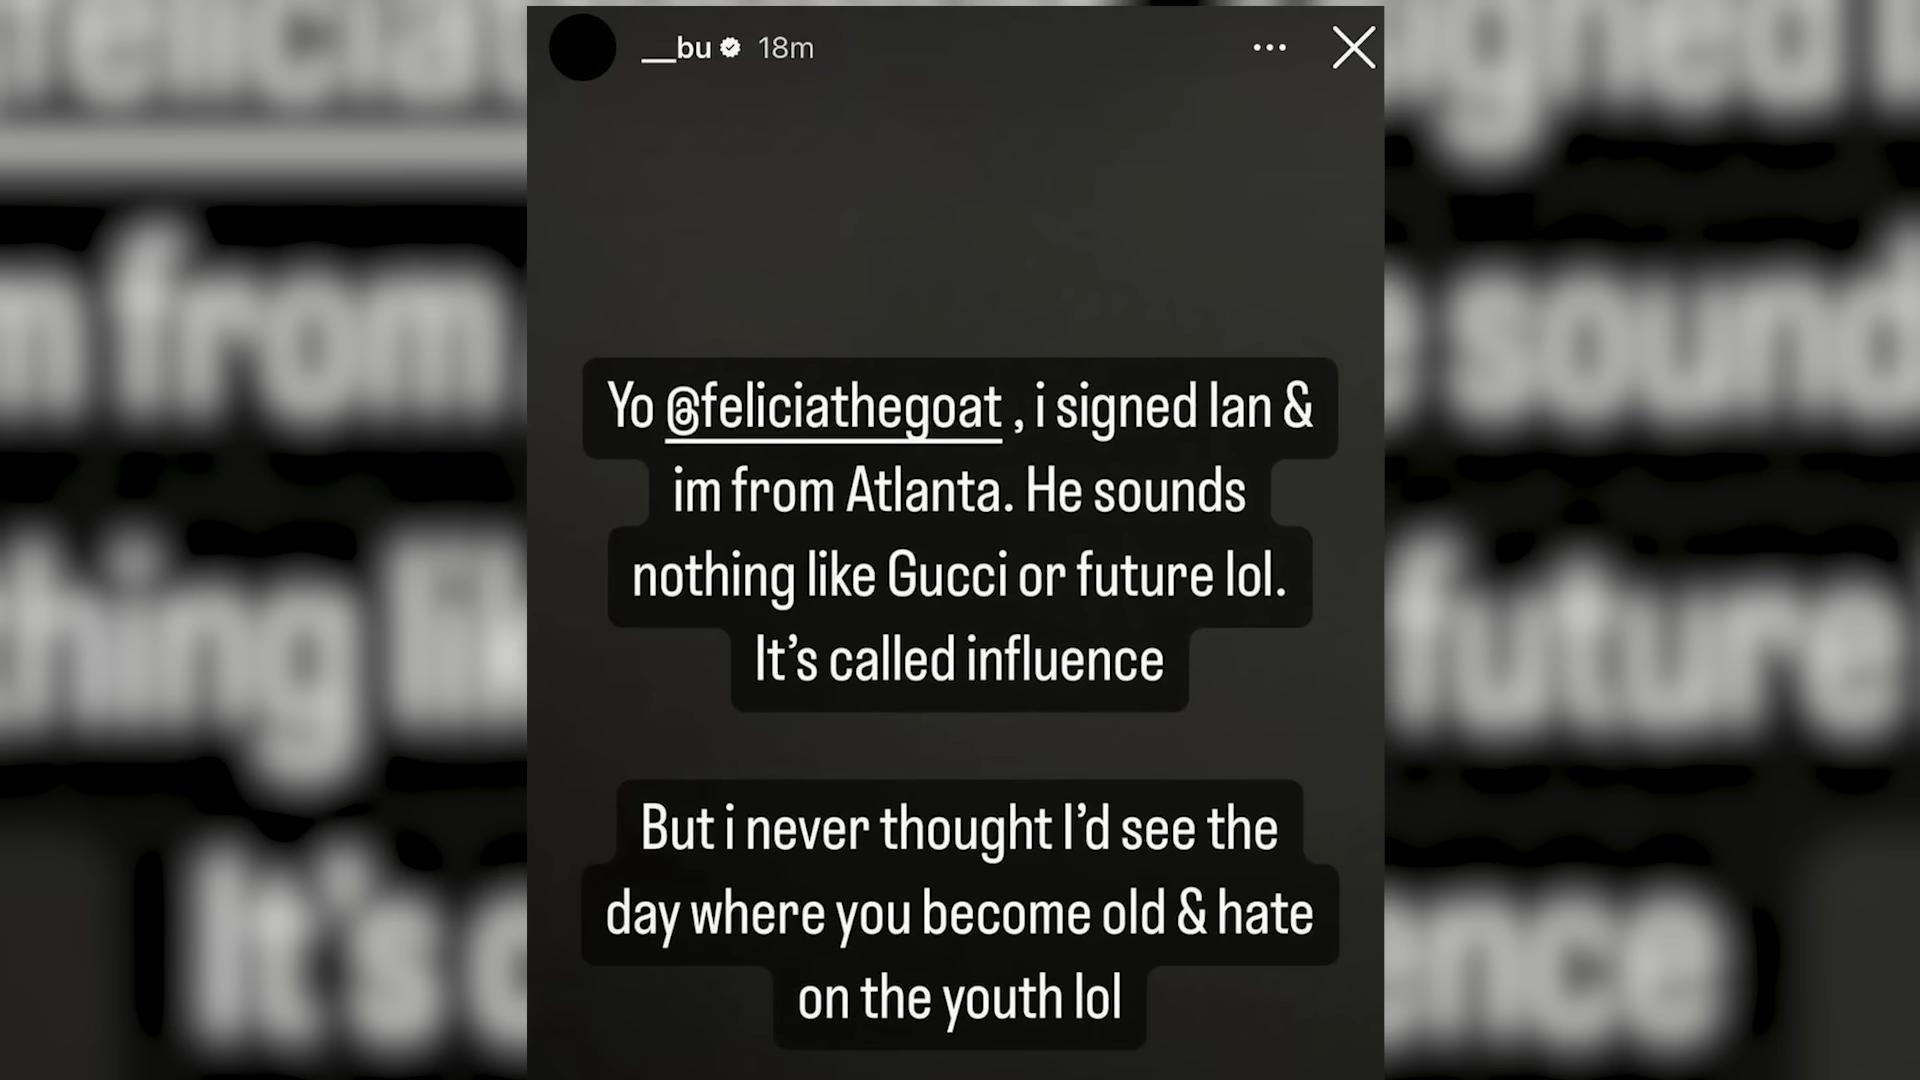 __bu 18m
Yo @feliciathegoat , i signed Ian &
im from Atlanta. He sounds
nothing like Gucci or future lol.
It's called influence
But i never thought I'd see the
day where you become old & hate
on the youth lol